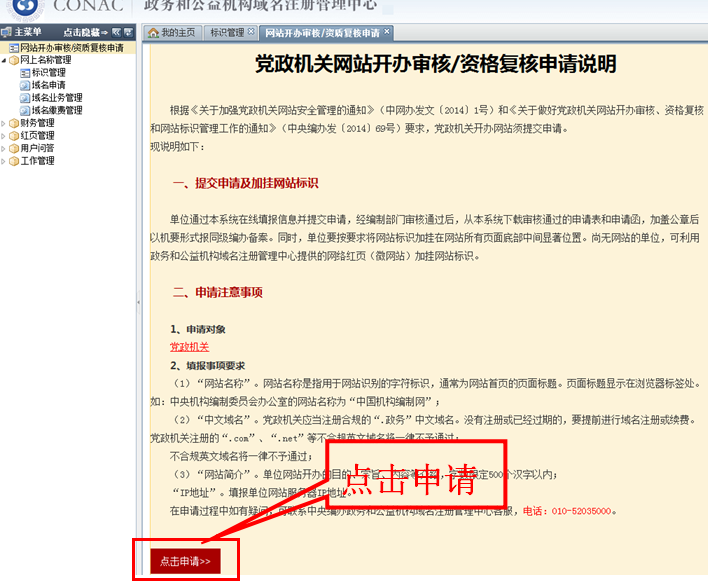 CONAC 政务和公益机构域名注册管理中心
主菜单 点击隐藏
我的主页 标识管理 网站开办审核/资质复核申请
网站开办审核/资质复核申请
网上名称管理
标识管理
域名申请
域名业务管理
域名缴费管理
财务管理
红页管理
用户问答
工作管理
党政机关网站开办审核/资格复核申请说明
根据《关于加强党政机关网站安全管理的通知》（中网办发文〔2014〕1号）和《关于做好党政机关网站开办审核、资格复核
和网站标识管理工作的通知》（中央编办发〔2014〕69号）要求，党政机关开办网站须提交申请。
现说明如下：
一、提交申请及加挂网站标识
单位通过本系统在线填报信息并提交申请，经编制部门审核通过后，从本系统下载审核通过的申请表和申请函，加盖公章后
以机要形式报同级编办备案。同时，单位要按要求将网站标识加挂在网站所有页面底部中间显著位置。尚无网站的单位，可利用
政务和公益机构域名注册管理中心提供的网络红页（微网站）加挂网站标识。
二、申请注意事项
1、申请对象
党政机关
2、填报事项要求
（1）“网站名称”。网站名称是指用于网站识别的字符标识，通常为网站首页的页面标题。页面标题显示在浏览器标签处。
如：中央机构编制委员会办公室的网站名称为“中国机构编制网”；
（2）“中文域名”。党政机关应当注册合规的“.政务”中文域名。没有注册或已经过期的，要提前进行域名注册或续费。
党政机关注册的“.com”、“.net”等不合规英文域名将一律不予通过；
不合规英文域名将一律不予通过；
（3）“网站简介”。单位网站开办的目的、宗旨、内容等 限定500个汉字以内；
“IP地址”。填报单位网站服务器IP地址。
在申请过程中如有疑问，可联系中央编办政务和公益机构域名注册管理中心客服，电话：010-52035000。
点击申请
点击申请>>